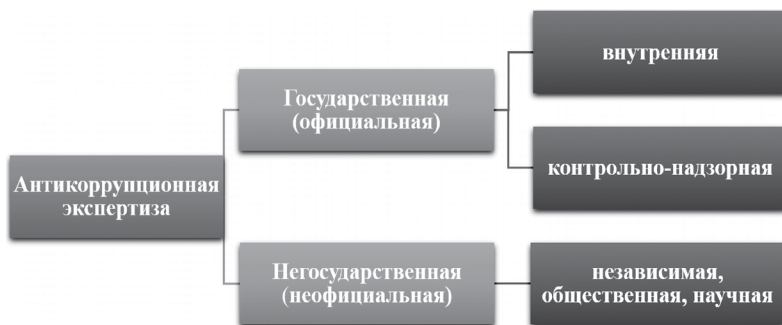 Антикоррупционная
экспертиза
Государственная
(официальная)
внутренняя
контрольно-надзорная
Негосударственная
(неофициальная)
независимая,
общественная, научная